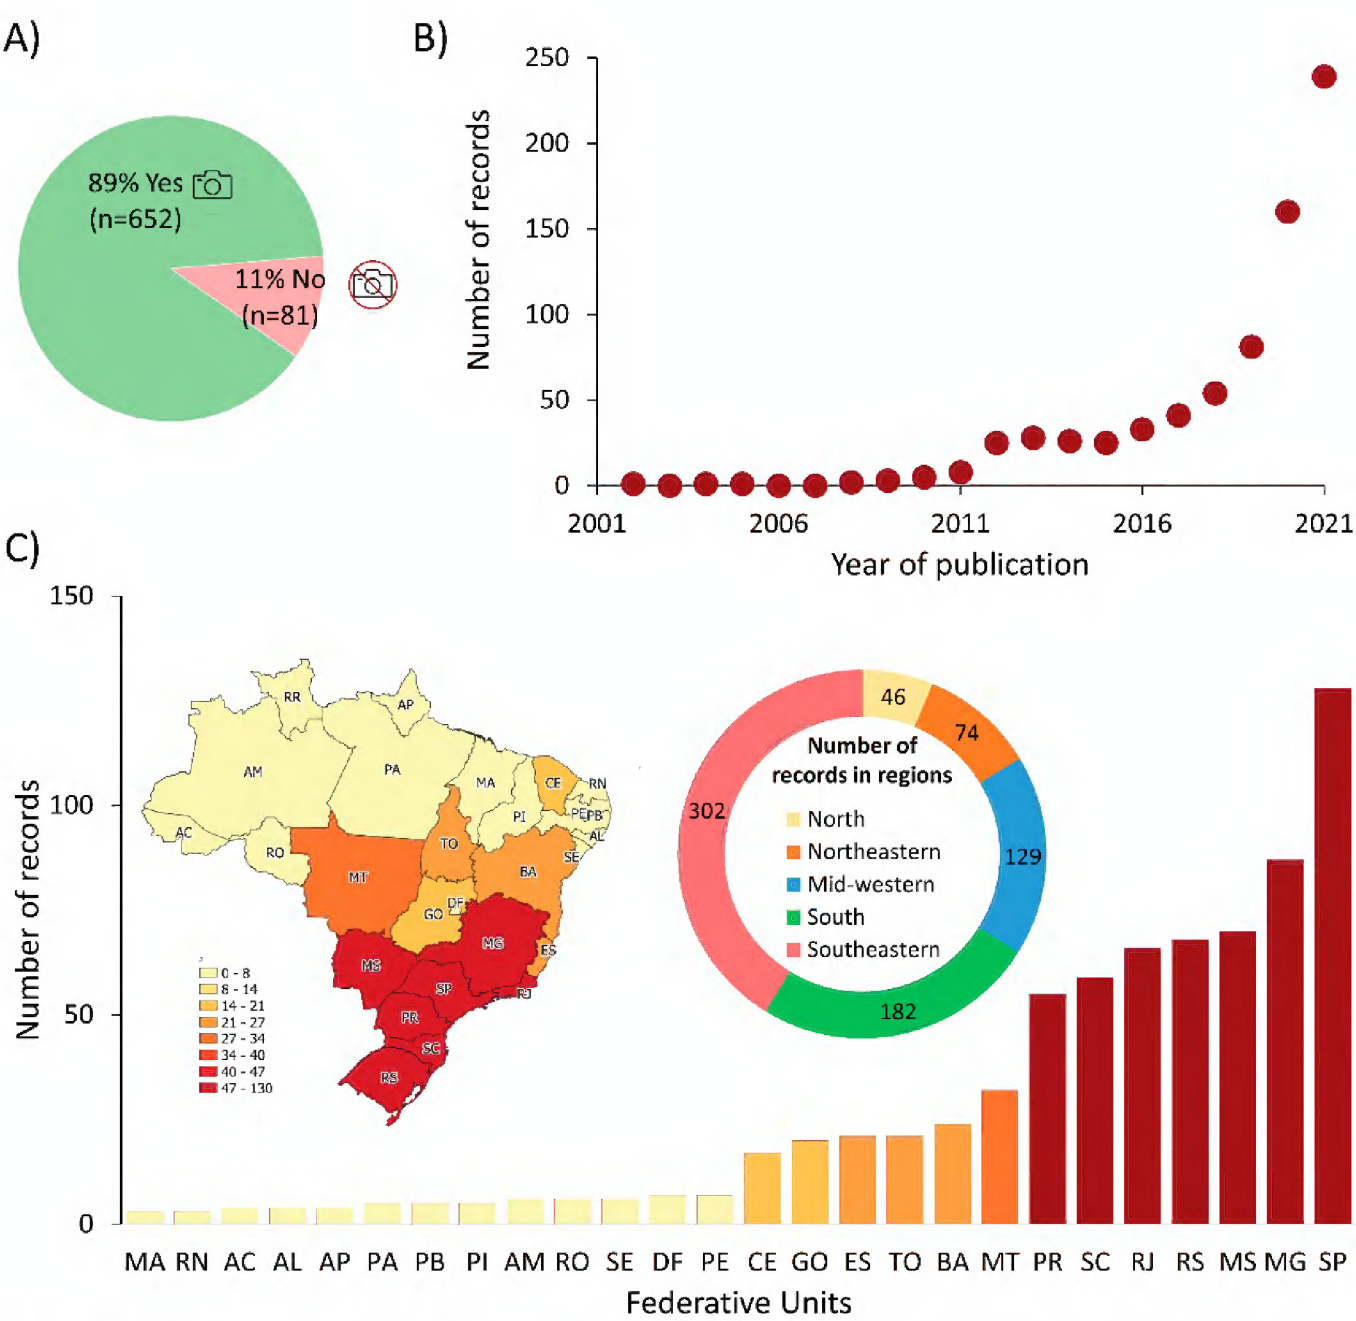 A)
89% Yes
(n=652)
11% No
(n=81)
B)
Number of records
250
200
150
100
50
0
2001 2006 2011 2016 2021
Year of publication
C)
Number of records
150
100
50
0
RR
AP
AM
PA
MA
CE
RN
PI
PE
PB
AC
AL
RO
TO
SE
MT
BA
DF
GO
MG
ES
MS
SP
RJ
PR
SC
RS
0 - 8
8 - 14
14 - 21
21 - 27
27 - 34
34 - 40
40 - 47
47 - 130
46
74
129
182
302
Number of
records in regions
North
Northeastern
Mid-western
South
Southeastern
MA RN AC AL AP PA PB PI AM RO SE DF PE CE GO ES TO BA MT PR SC RJ RS MS MG SP
Federative Units